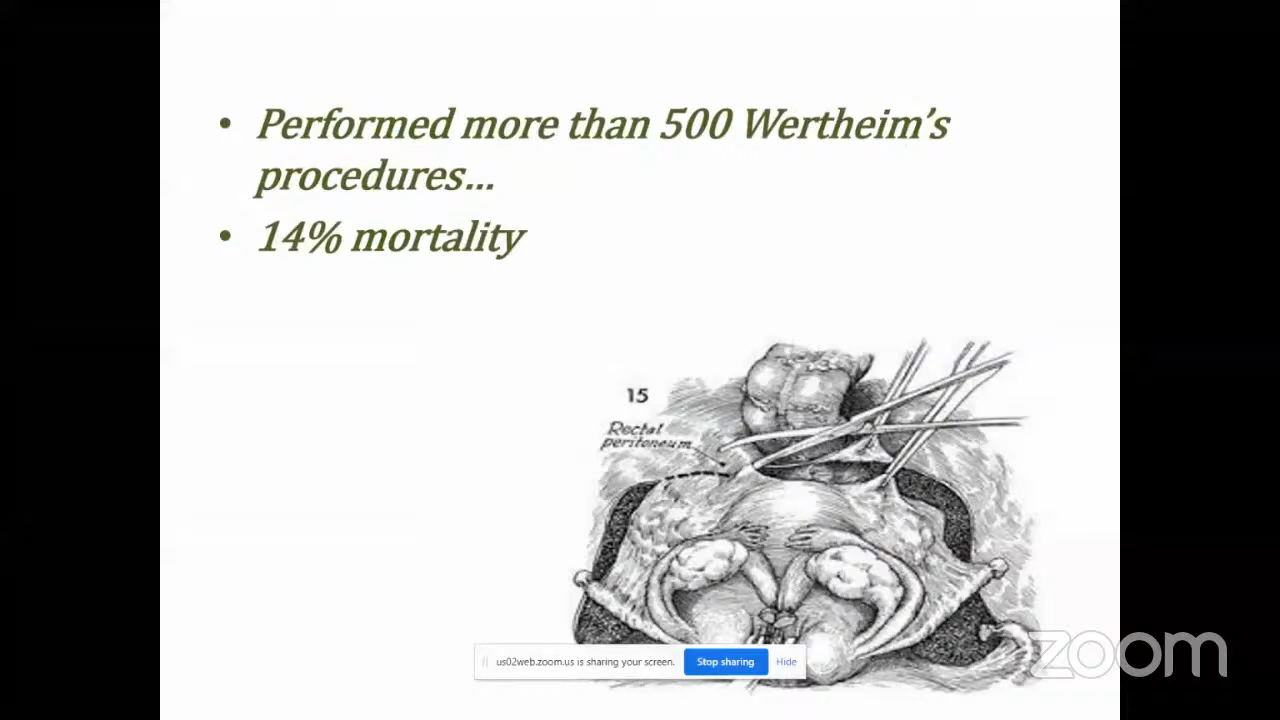 • Performed more than 500 Wertheim's
procedures...
• 14% mortality
15
Rectal
peritoneum
us02web.zoom.us is sharing your screen.
Stop sharing
Hide
zoom